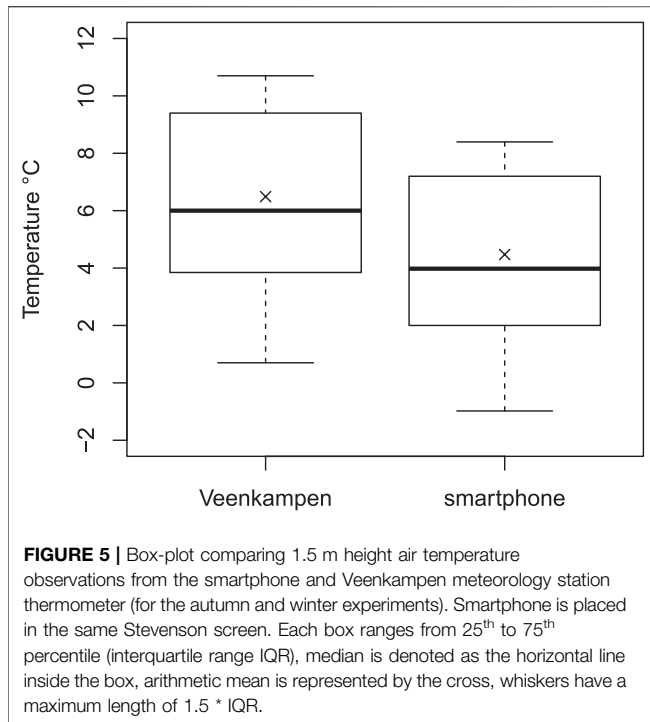 12
10
8
6
4
2
0
−2
Temperature °C
Veenkampen smartphone
FIGURE 5 | Box-plot comparing 1.5 m height air temperature
observations from the smartphone and Veenkampen meteorology station
thermometer (for the autumn and winter experiments). Smartphone is placed
in the same Stevenson screen. Each box ranges from 25th to 75th
percentile (interquartile range IQR), median is denoted as the horizontal line
inside the box, arithmetic mean is represented by the cross, whiskers have a
maximum length of 1.5 * IQR.